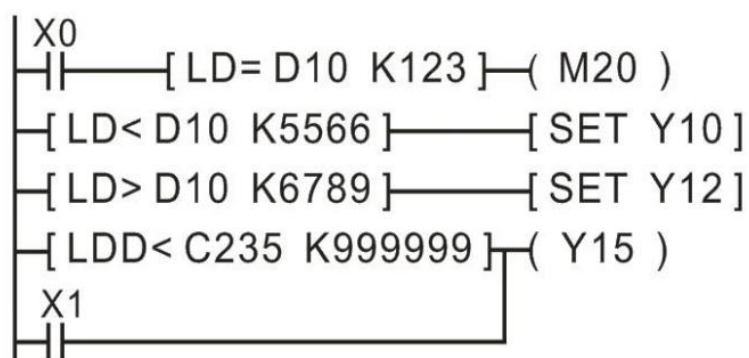 X0
[ LD= D10 K123 ] ( M20 )
[ LD< D10 K5566 ] [ SET Y10 ]
[ LD> D10 K6789 ] [ SET Y12 ]
[ LDD< C235 K999999 ] ( Y15 )
X1